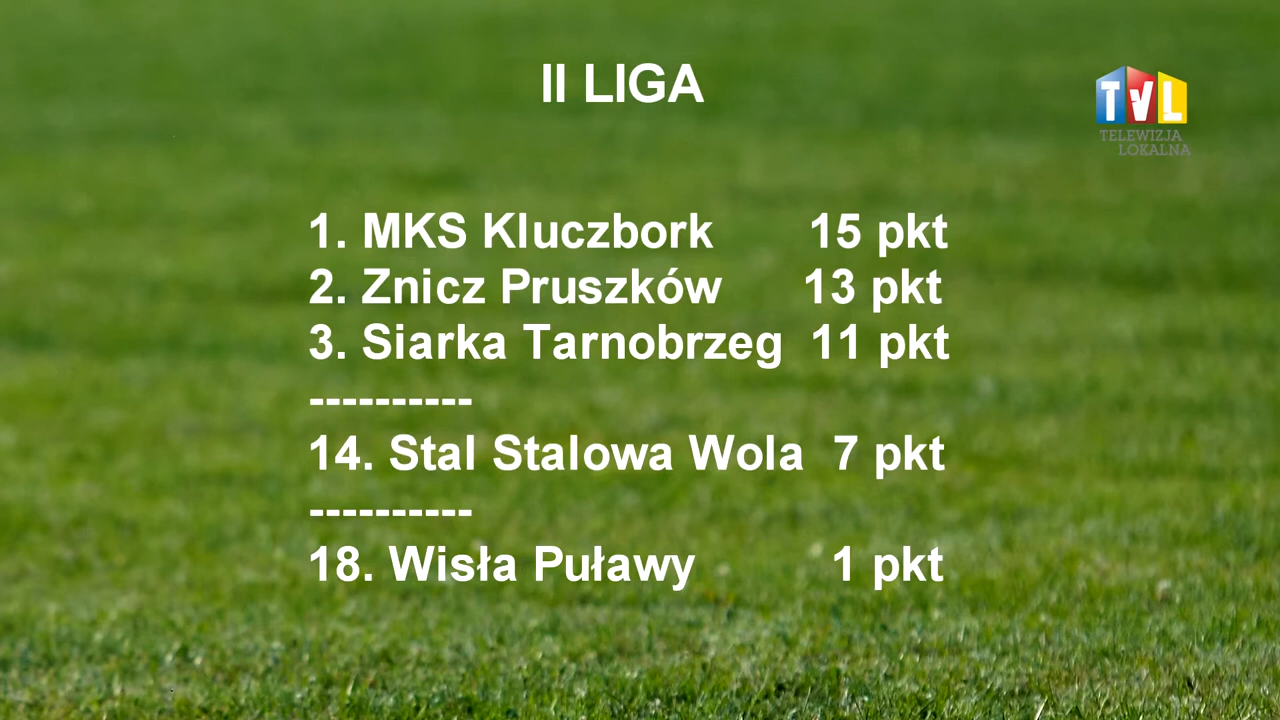 II LIGA
TVL
TELEWIZJA
LOKALNA
1. MKS Kluczbork 15 pkt
2. Znicz Pruszków 13 pkt
3. Siarka Tarnobrzeg 11 pkt
----------
14. Stal Stalowa Wola 7 pkt
----------
18. Wisła Puławy 1 pkt